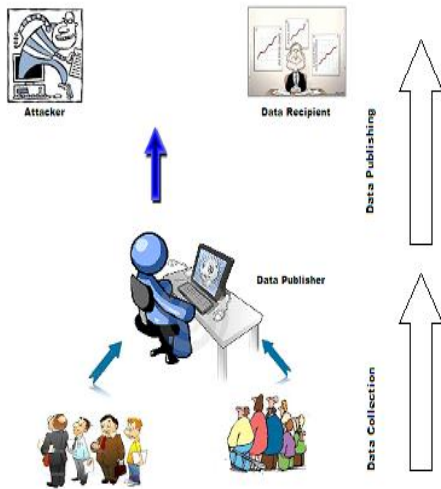 Attacker
Data Recipient
Data Publishing
Data Publisher
Data Collection